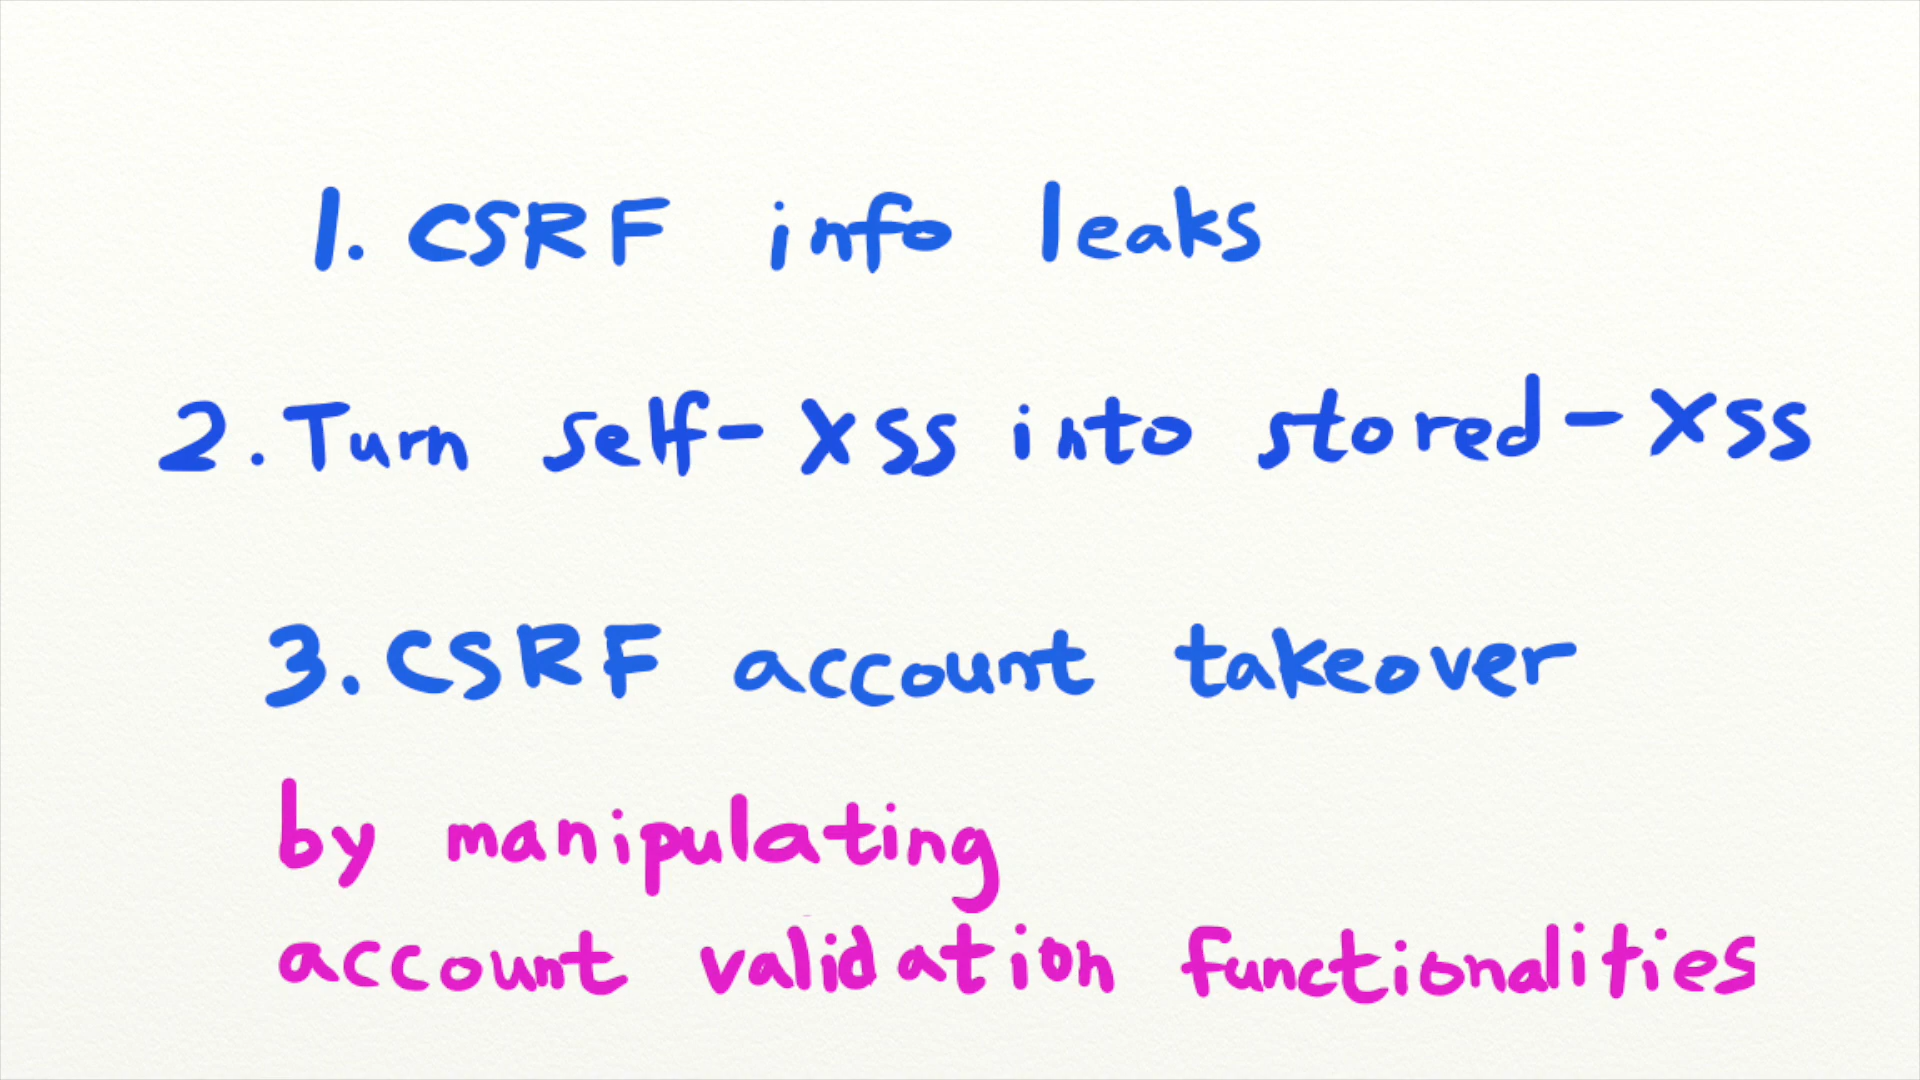 1. CSRF info leaks
2. Turn self-XSS into stored-XSS
3. CSRF account takeover
by manipulating
account validation functionalities